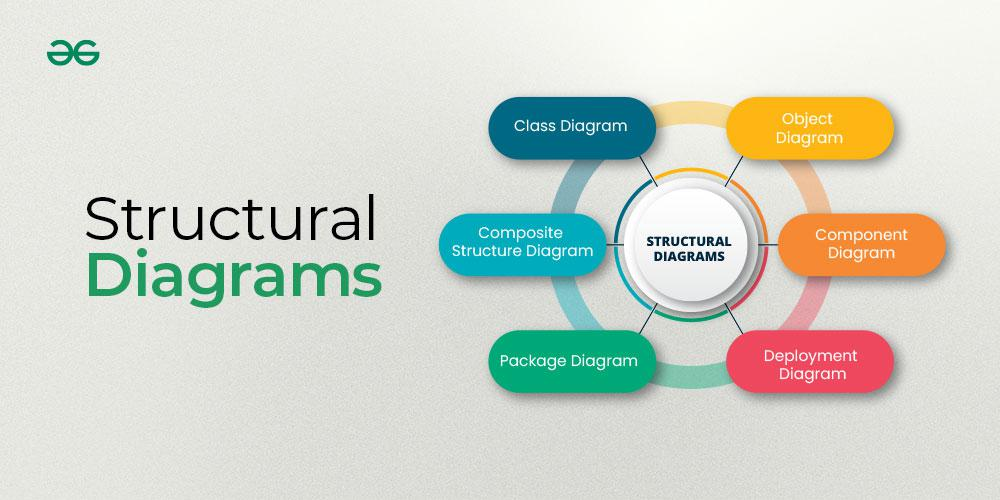 Structural
Diagrams
Class Diagram
Object
Diagram
Composite
Structure Diagram
STRUCTURAL
DIAGRAMS
Component
Diagram
Package Diagram
Deployment
Diagram